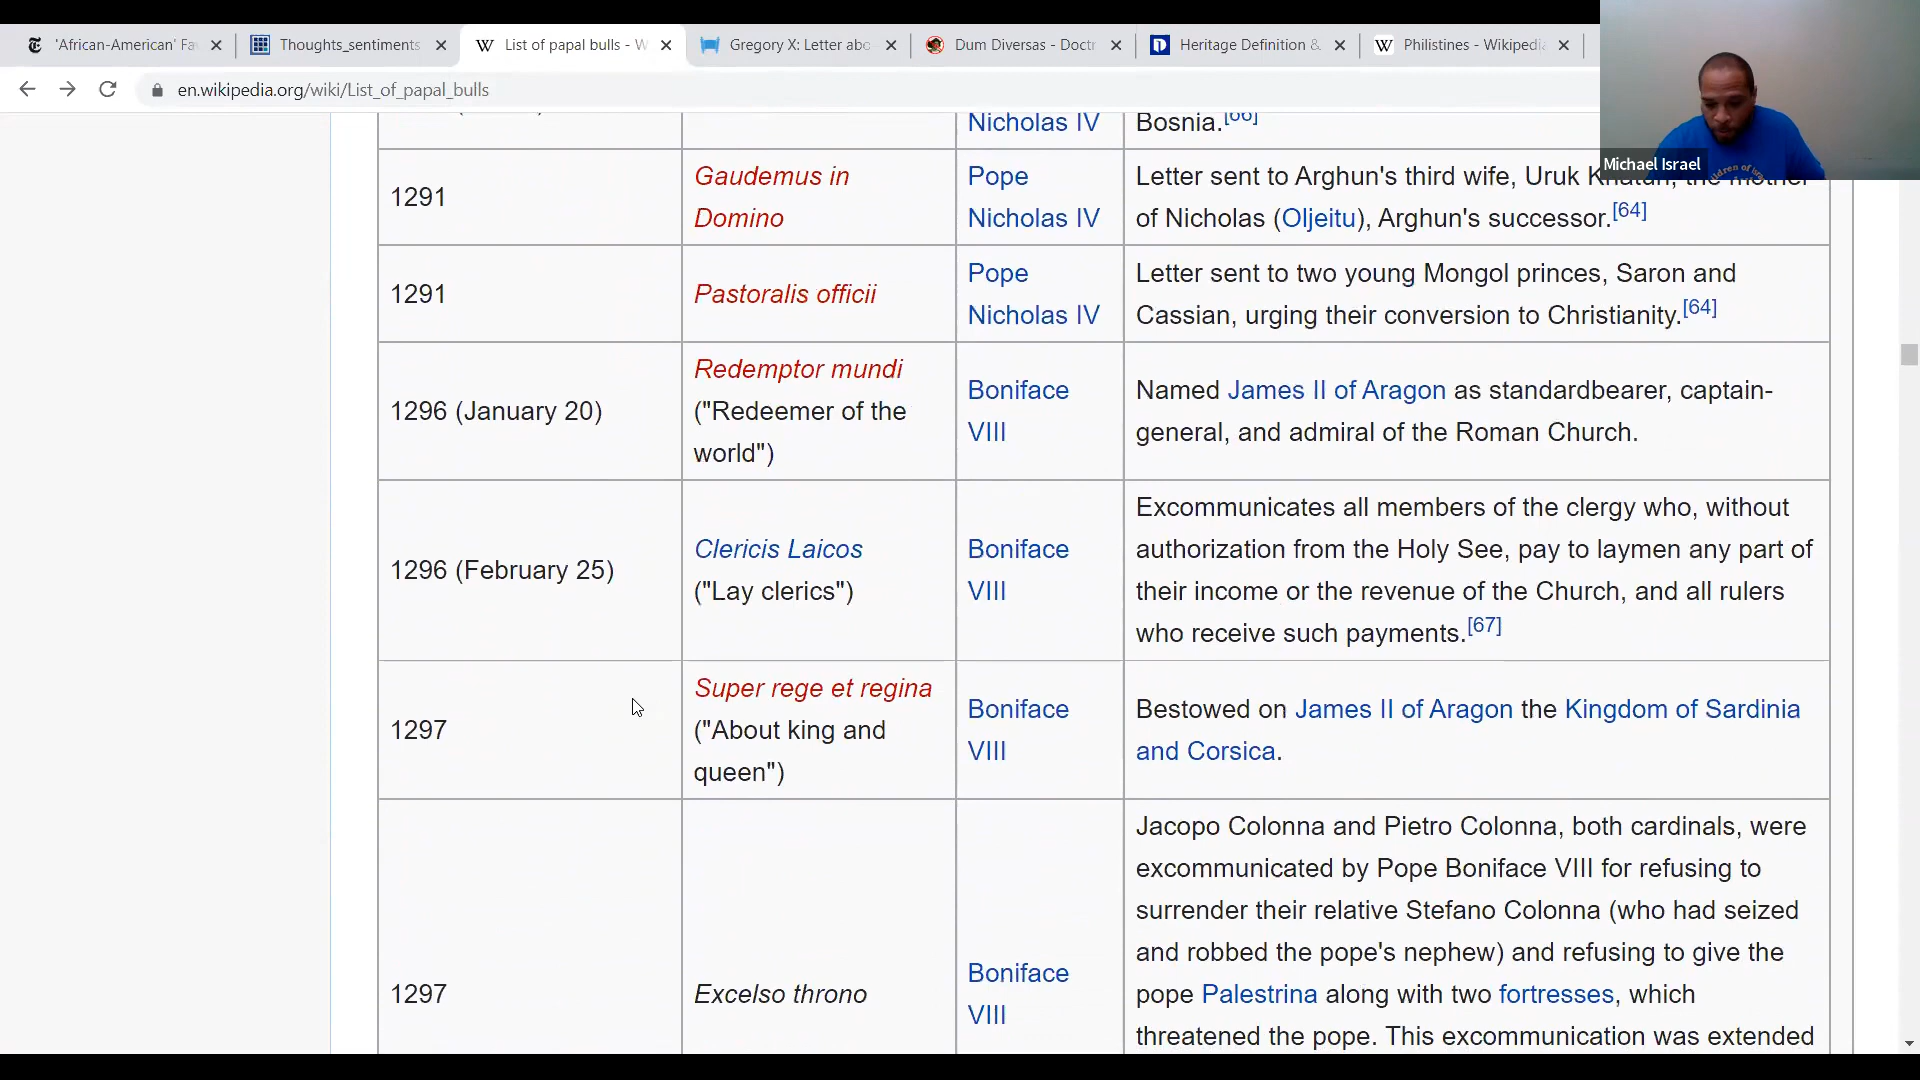 'African-American' Fa
Thoughts_sentiments
List of papal bulls - W
Gregory X: Letter abo
Dum Diversas - Doctr
Heritage Definition &
Philistines - Wikipedia
en.wikipedia.org/wiki/List_of_papal_bulls
Michael Israel
Nicholas IV
Bosnia.[66]
1291
Gaudemus in
Domino
Pope
Nicholas IV
Letter sent to Arghun's third wife, Uruk Khatun, the mother
of Nicholas (Oljeitu), Arghun's successor.[64]
1291
Pastoralis officii
Pope
Nicholas IV
Letter sent to two young Mongol princes, Saron and
Cassian, urging their conversion to Christianity.[64]
1296 (January 20)
Redemptor mundi
("Redeemer of the
world")
Boniface
VIII
Named James II of Aragon as standardbearer, captain-
general, and admiral of the Roman Church.
1296 (February 25)
Clericis Laicos
("Lay clerics")
Boniface
VIII
Excommunicates all members of the clergy who, without
authorization from the Holy See, pay to laymen any part of
their income or the revenue of the Church, and all rulers
who receive such payments.[67]
1297
Super rege et regina
("About king and
queen")
Boniface
VIII
Bestowed on James II of Aragon the Kingdom of Sardinia
and Corsica.
1297
Excelso throno
Boniface
VIII
Jacopo Colonna and Pietro Colonna, both cardinals, were
excommunicated by Pope Boniface VIII for refusing to
surrender their relative Stefano Colonna (who had seized
and robbed the pope's nephew) and refusing to give the
pope Palestrina along with two fortresses, which
threatened the pope. This excommunication was extended